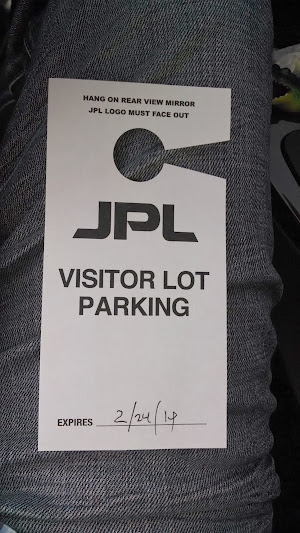 HANG ON REAR VIEW MIRROR
JPL LOGO MUST FACE OUT
JPL
VISITOR LOT
PARKING
EXPIRES 2/24/14